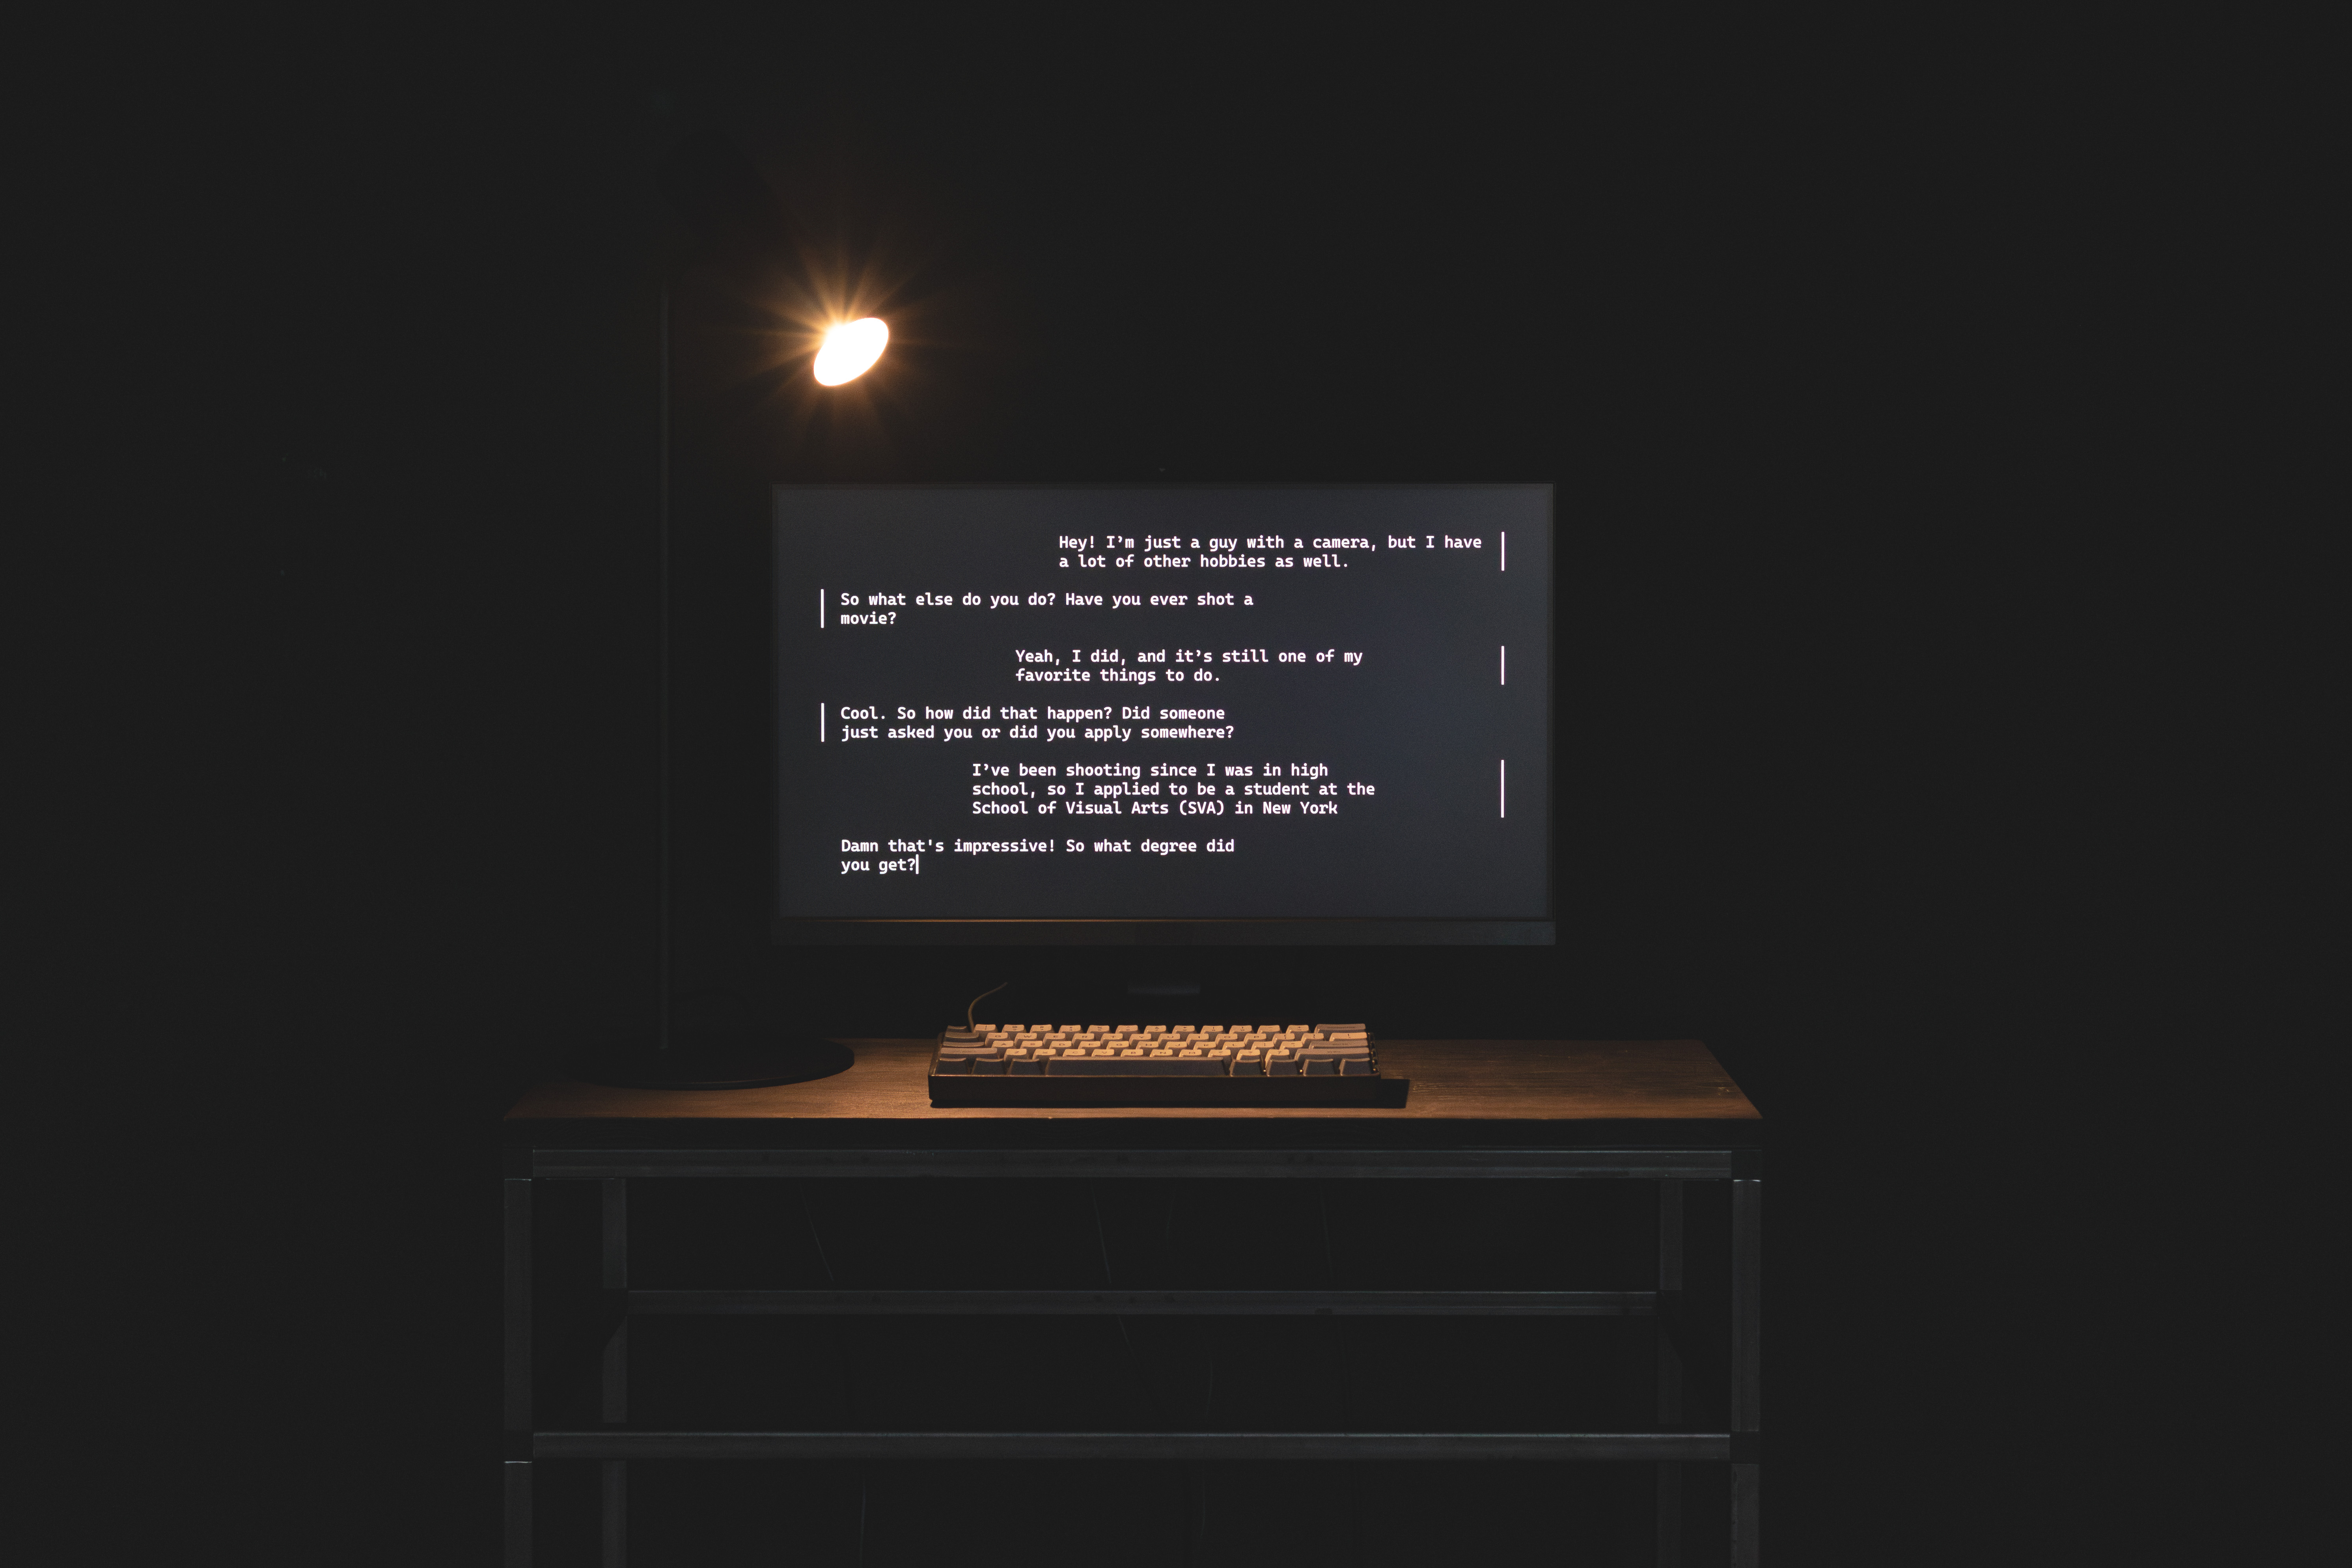 Hey! I’m just a guy with a camera, but I have
a lot of other hobbies as well.
So what else do you do? Have you ever shot a
movie?
Yeah, I did, and it’s still one of my
favorite things to do.
Cool. So how did that happen? Did someone
just asked you or did you apply somewhere?
I’ve been shooting since I was in high
school, so I applied to be a student at the
School of Visual Arts (SVA) in New York
Damn that's impressive! So what degree did
you get?